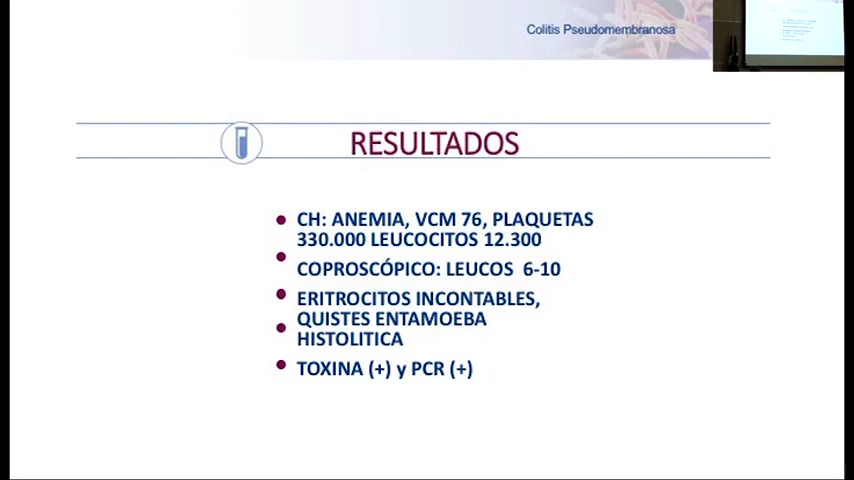 Colitis Pseudomembranosa
RESULTADOS
CH: ANEMIA, VCM 76, PLAQUETAS
330.000 LEUCOCITOS 12.300
COPROSCÓPICO: LEUCOS 6-10
ERITROCITOS INCONTABLES,
QUISTES ENTAMOEBA
HISTOLITICA
TOXINA (+) y PCR (+)